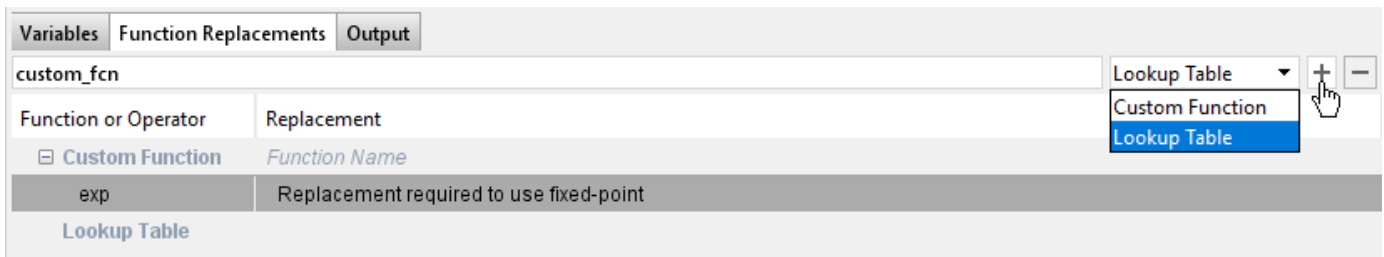 Variables Function Replacements Output
custom_fcn Lookup Table + −
Function or Operator Replacement Custom Function
Lookup Table
Custom Function Function Name
exp Replacement required to use fixed-point
Lookup Table